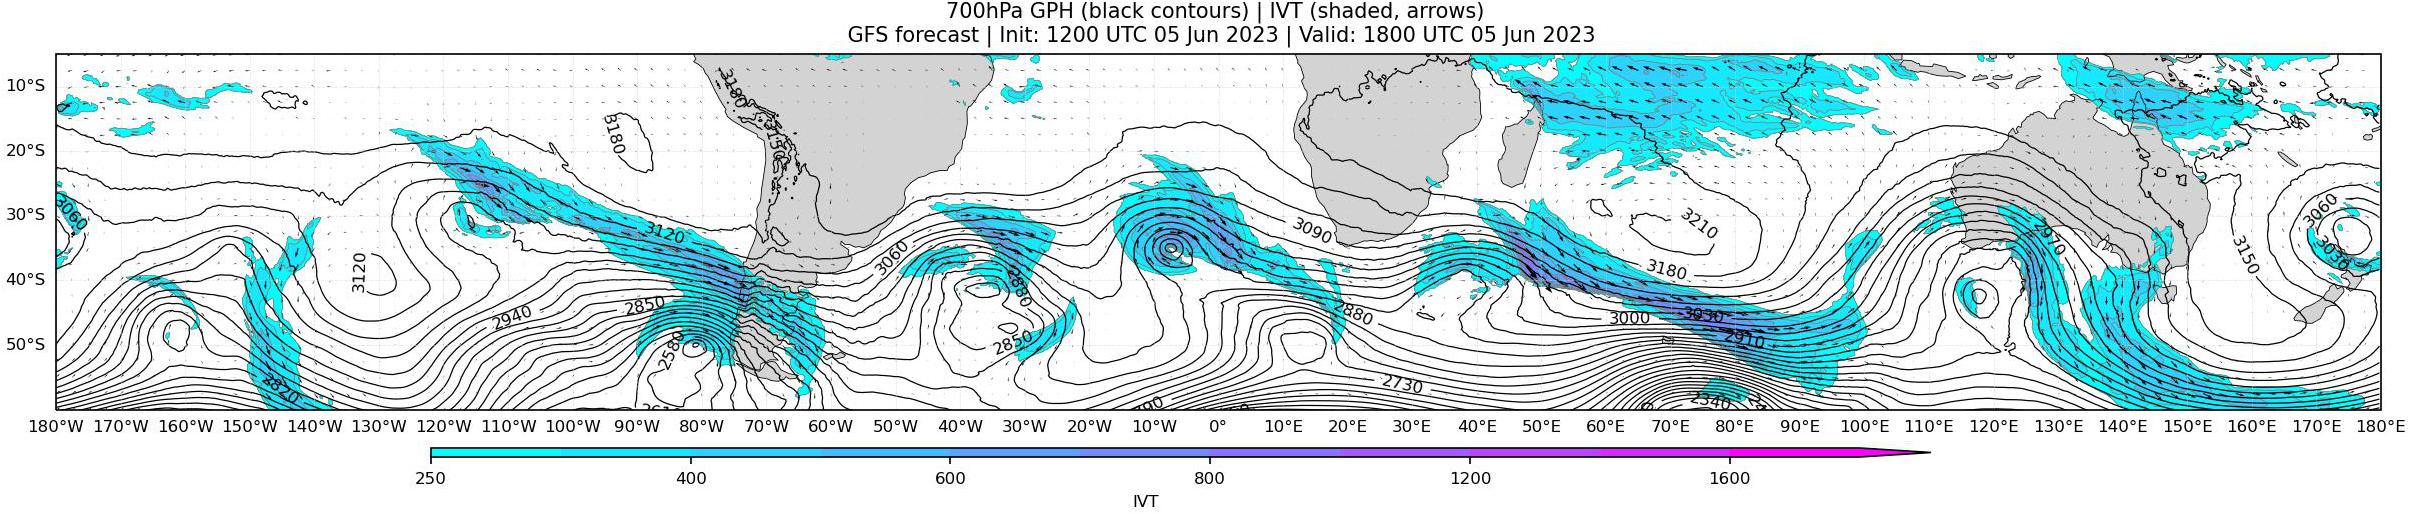 700hPa GPH (black contours) | IVT (shaded, arrows)
GFS forecast | Init: 1200 UTC 05 Jun 2023 | Valid: 1800 UTC 05 Jun 2023
3180
10°S
3180
3150
20°S
30°S
3060
3120
3090
3210
2970
3060
3120
3060
3150
3030
3180
40°S
2880
2850
2940
2880
3000
3030
2910
50°S
2580
2850
2820
2730
2340
180°W 170°W 160°W 150°W 140°W 130°W 120°W 110°W 100°W 90°W 80°W 70°W 60°W 50°W 40°W 30°W 20°W 10°W 0° 10°E 20°E 30°E 40°E 50°E 60°E 70°E 80°E 90°E 100°E 110°E 120°E 130°E 140°E 150°E 160°E 170°E 180°E
250 400 600 800 1200 1600
IVT